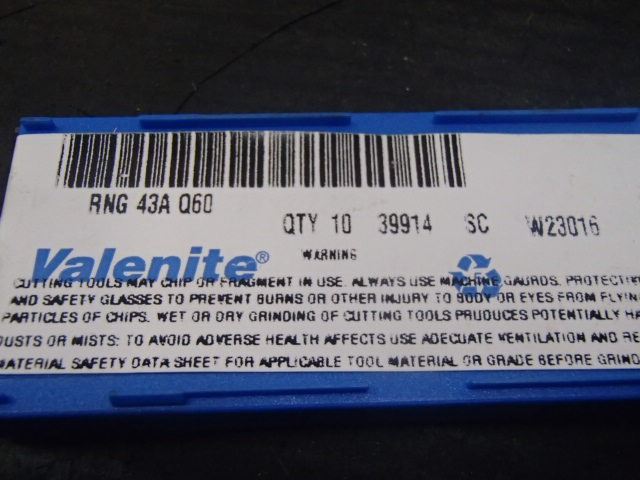 RNG 43A Q60
QTY 10 39914 SC W23016
Valenite®
WARNING
CUTTING TOOLS MAY CHIP OR FRAGMENT IN USE. ALWAYS USE MACHINE GAURDS. PROTECTIV
AND SAFETY GLASSES TO PREVENT BURNS OR OTHER INJURY TO BODY OR EYES FROM FLYIN
PARTICLES OF CHIPS. WET OR DRY GRINDING OF CUTTING TOOLS PRODUCES POTENTIALLY HA
DUSTS OR MISTS: TO AVOID ADVERSE HEALTH AFFECTS USE ADECUATE VENTILATION AND RE
MATERIAL SAFETY DATA SHEET FOR APPLICABLE TOOL MATERIAL OR GRADE BEFORE GRIND